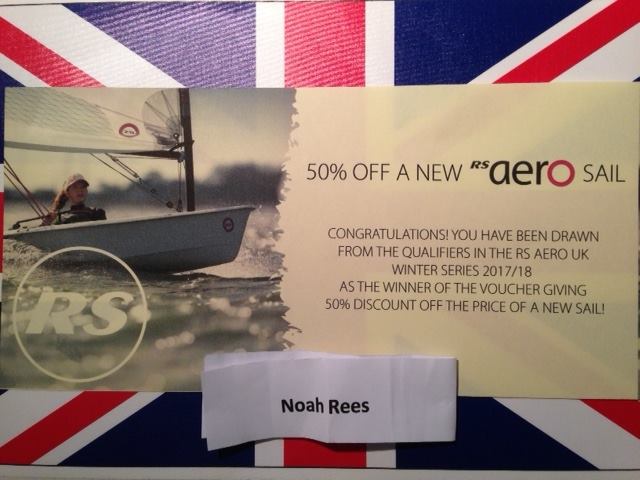 50% OFF A NEW RS aero SAIL
CONGRATULATIONS! YOU HAVE BEEN DRAWN
FROM THE QUALIFIERS IN THE RS AERO UK
WINTER SERIES 2017/18
AS THE WINNER OF THE VOUCHER GIVING
50% DISCOUNT OFF THE PRICE OF A NEW SAIL!
RS
Noah Rees